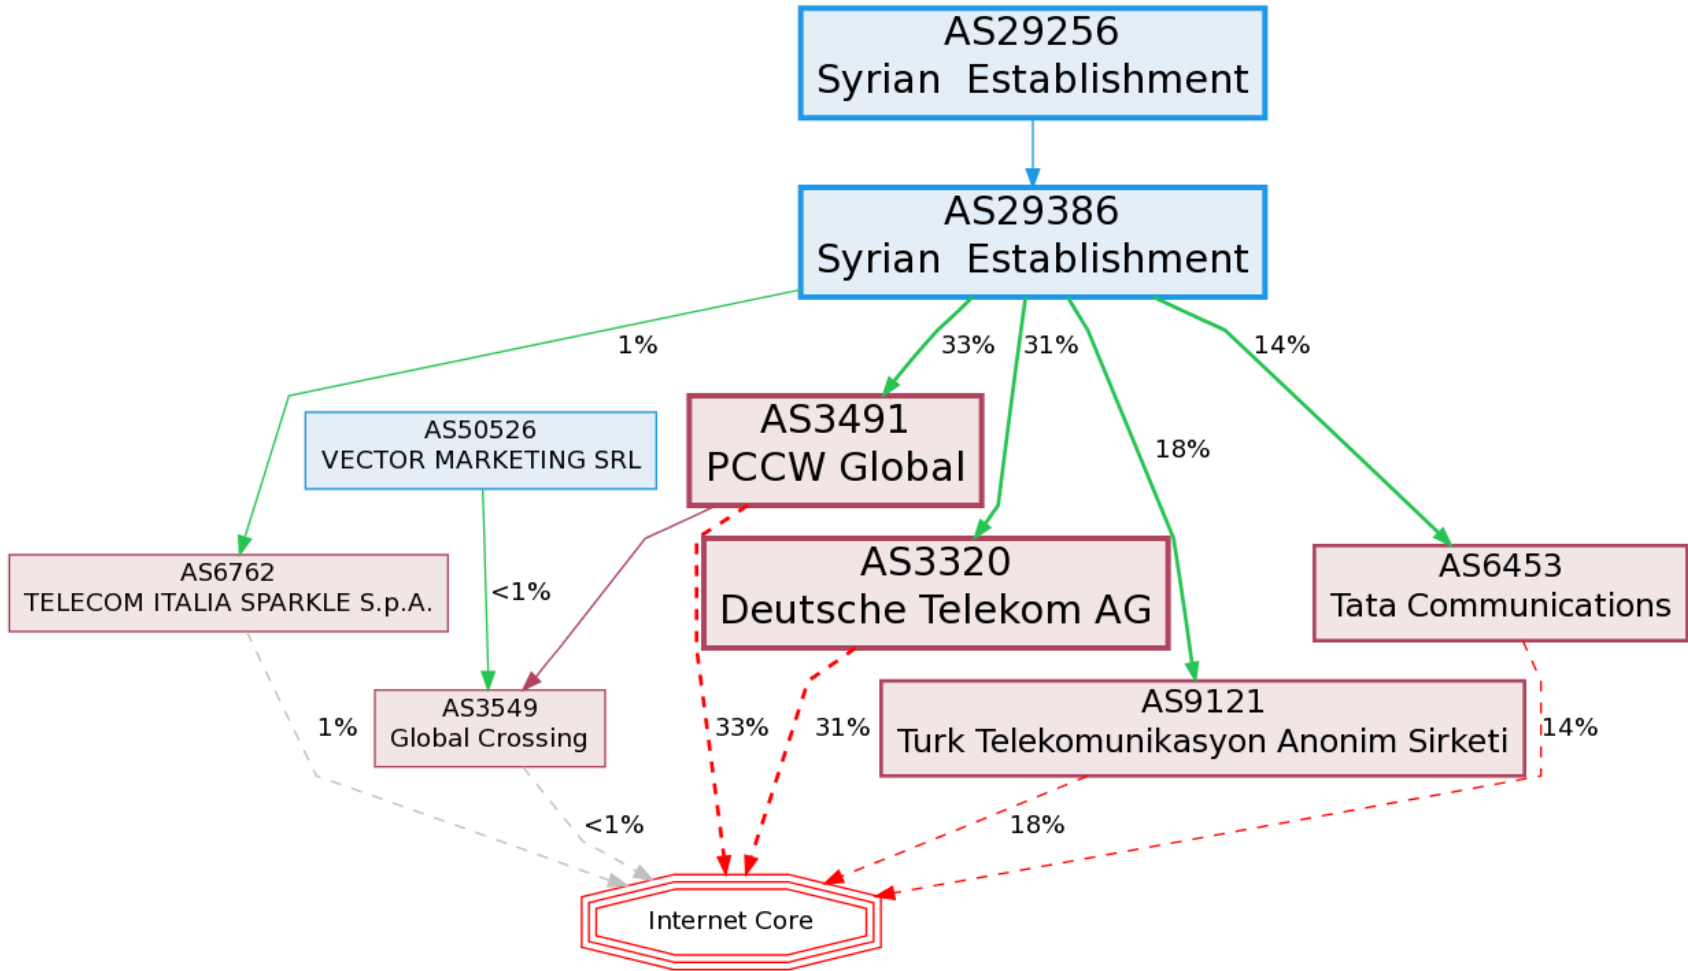 AS29256
Syrian  Establishment
AS29386
Syrian  Establishment
1%
33%
31%
14%
AS3491
PCCW Global
AS50526
VECTOR MARKETING SRL
18%
AS6762
TELECOM ITALIA SPARKLE S.p.A.
<1%
AS3320
Deutsche Telekom AG
AS6453
Tata Communications
AS3549
Global Crossing
1%
33%
31%
AS9121
Turk Telekomunikasyon Anonim Sirketi
14%
<1%
18%
Internet Core